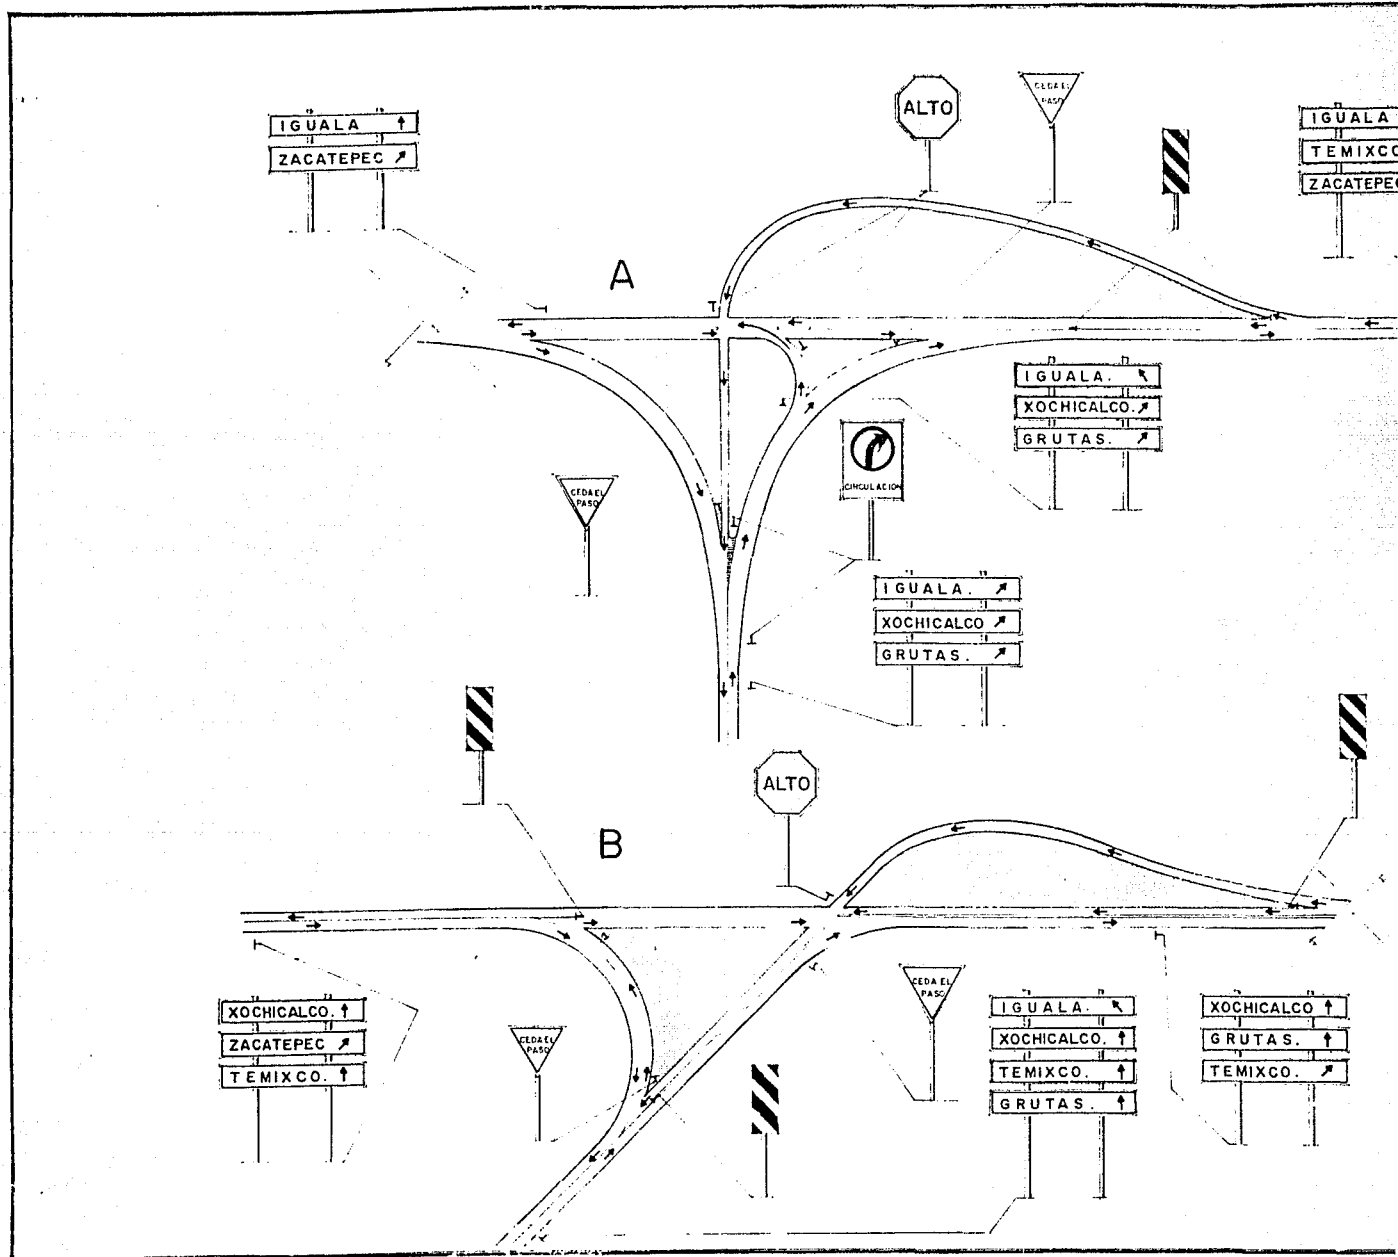 ALTO
CEDA EL
PASO
IGUALA
ZACATEPEC
IGUALA
TEMIXCO
ZACATEPEC
A
IGUALA.
XOCHICALCO.
GRUTAS.
CIRCULACION
CEDA EL
PASO
IGUALA.
XOCHICALCO
GRUTAS.
ALTO
B
XOCHICALCO.
ZACATEPEC
TEMIXCO.
CEDA EL
PASO
CEDA EL
PASO
IGUALA.
XOCHICALCO.
TEMIXCO.
GRUTAS.
XOCHICALCO
GRUTAS.
TEMIXCO.